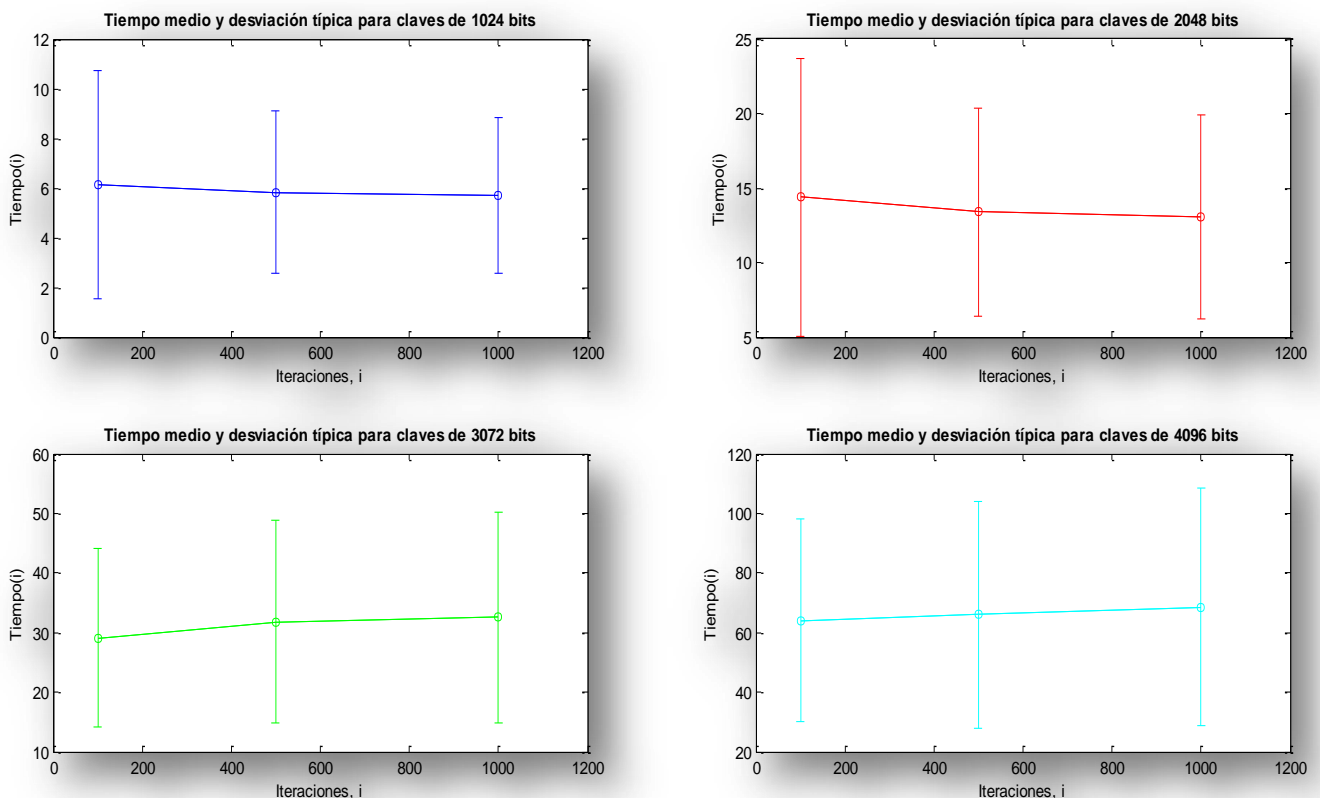 Tiempo medio y desviación típica para claves de 1024 bits
12
10
8
6
4
2
0
Tiempo(i)
0 200 400 600 800 1000 1200
Iteraciones, i
Tiempo medio y desviación típica para claves de 2048 bits
25
20
15
10
5
Tiempo(i)
0 200 400 600 800 1000 1200
Iteraciones, i
Tiempo medio y desviación típica para claves de 3072 bits
60
50
40
30
20
10
Tiempo(i)
0 200 400 600 800 1000 1200
Iteraciones, i
Tiempo medio y desviación típica para claves de 4096 bits
120
100
80
60
40
20
Tiempo(i)
0 200 400 600 800 1000 1200
Iteraciones, i